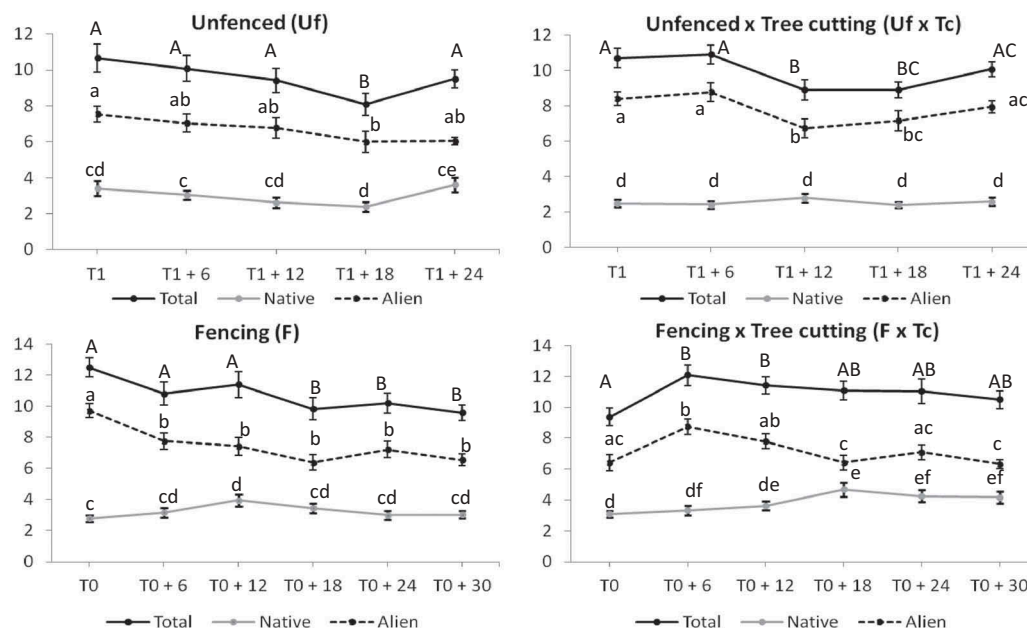 Unfenced (Uf)
12
10
8
6
4
2
0
A
A
A
B
A
a
ab
ab
b
ab
cd
c
cd
d
ce
T1
T1 + 6
T1 + 12
T1 + 18
T1 + 24
Total
Native
Alien
Unfenced x Tree cutting (Uf x Tc)
12
10
8
6
4
2
0
A
A
B
BC
AC
a
a
b
bc
ac
d
d
d
d
d
T1
T1 + 6
T1 + 12
T1 + 18
T1 + 24
Total
Native
Alien
Fencing (F)
14
12
10
8
6
4
2
0
A
A
A
B
B
B
a
b
b
b
b
b
c
cd
d
cd
cd
cd
T0
T0 + 6
T0 + 12
T0 + 18
T0 + 24
T0 + 30
Total
Native
Alien
Fencing x Tree cutting (F x Tc)
14
12
10
8
6
4
2
0
A
B
B
AB
AB
AB
ac
b
ab
c
ac
c
d
df
de
e
ef
ef
T0
T0 + 6
T0 + 12
T0 + 18
T0 + 24
T0 + 30
Total
Native
Alien